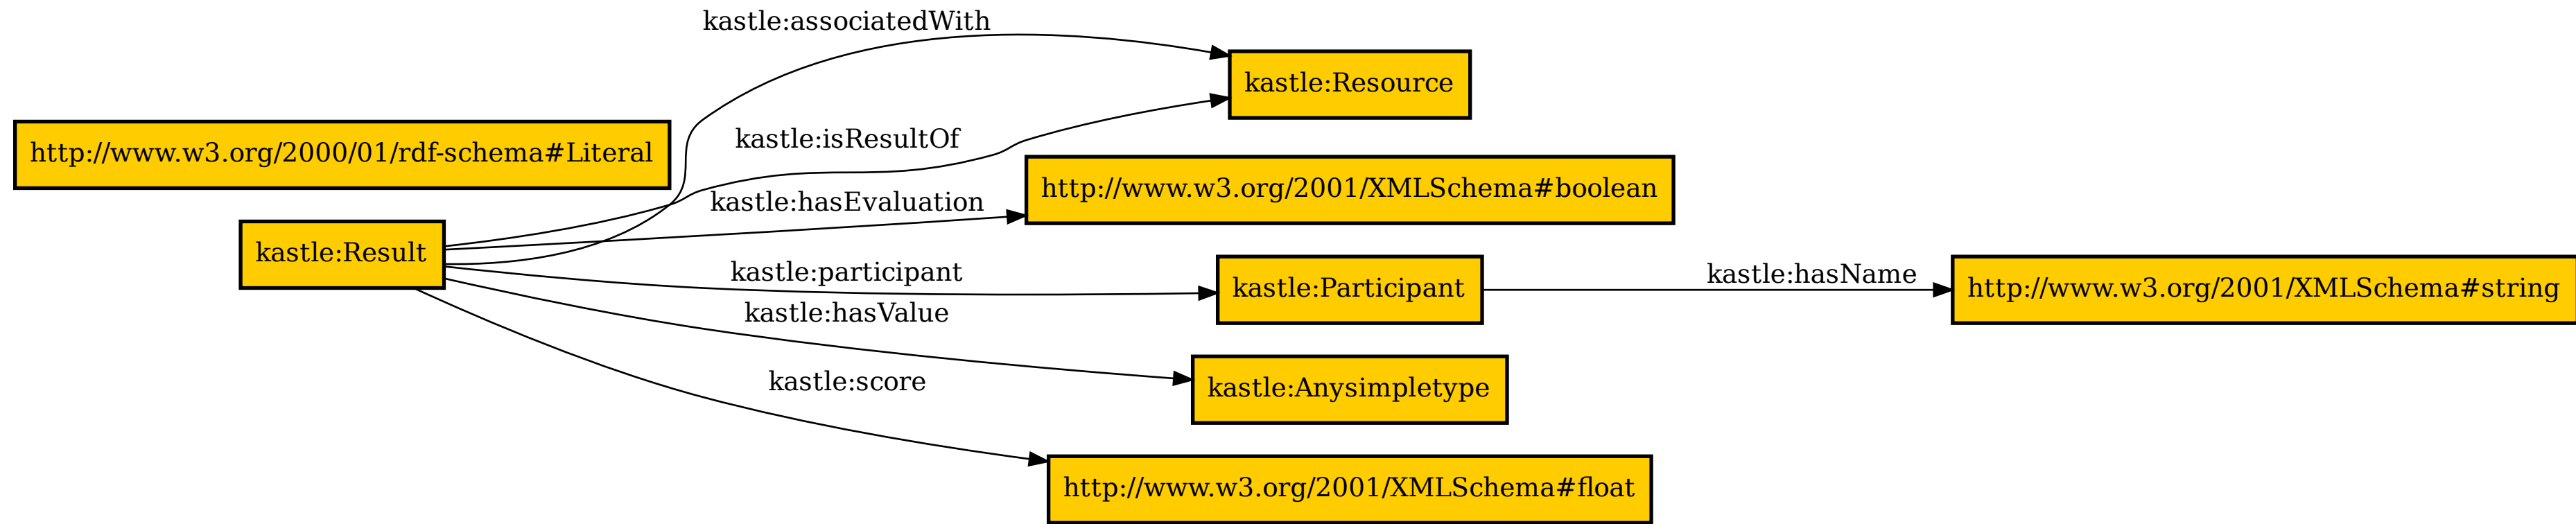 kastle:associatedWith
kastle:Resource
kastle:isResultOf
http://www.w3.org/2000/01/rdf-schema#Literal
http://www.w3.org/2001/XMLSchema#boolean
kastle:hasEvaluation
kastle:Result
kastle:participant
kastle:Participant
kastle:hasName
http://www.w3.org/2001/XMLSchema#string
kastle:hasValue
kastle:Anysimpletype
kastle:score
http://www.w3.org/2001/XMLSchema#float